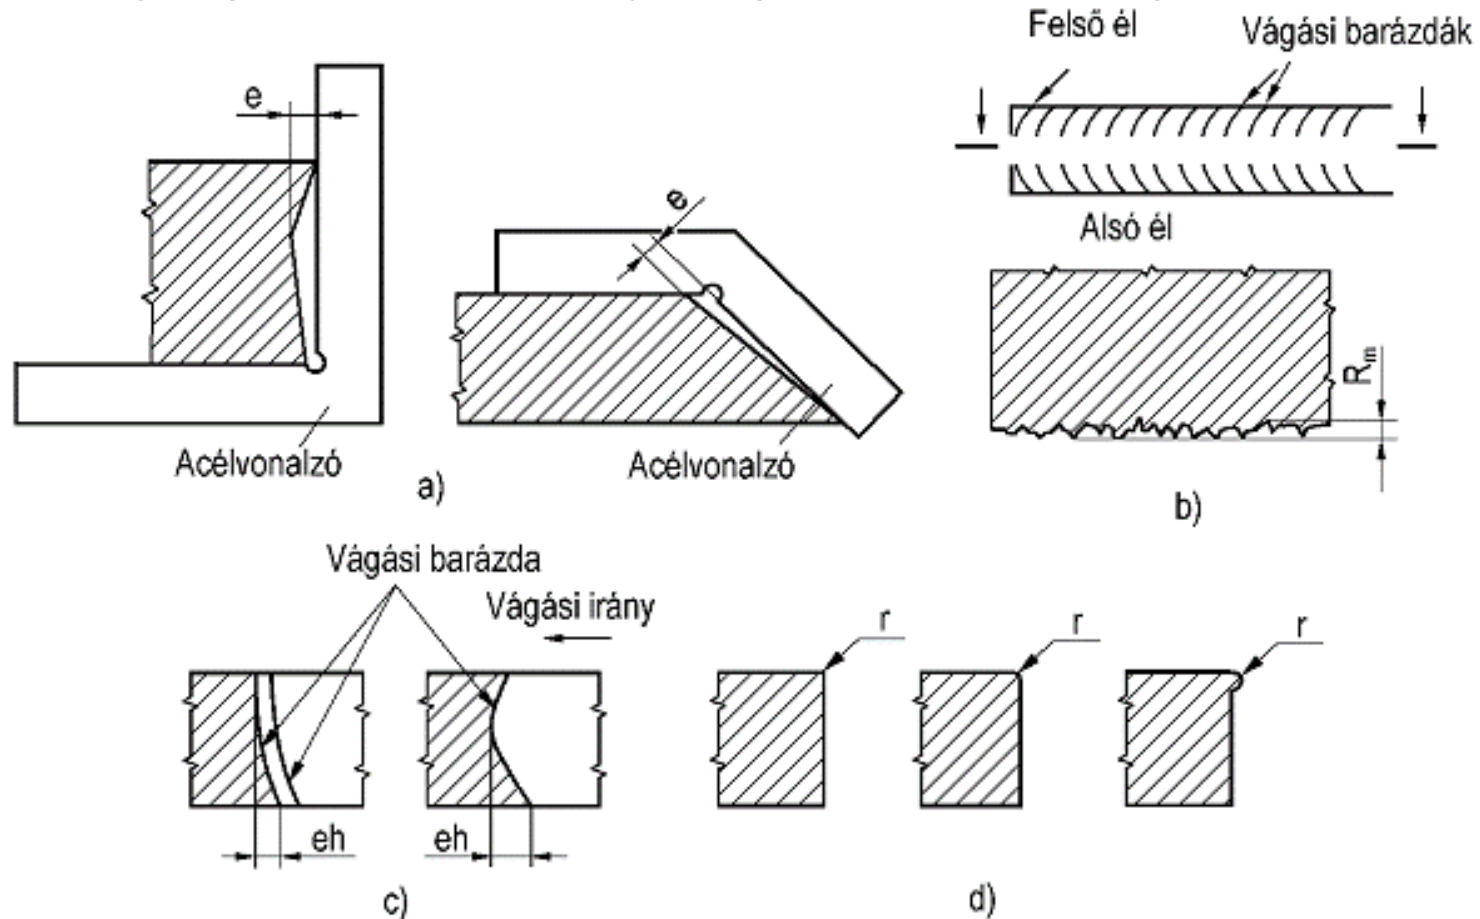 Felső él
Vágási barázdák
e
e
Alsó él
Rm
Acélvonalzó
Acélvonalzó
a)
b)
Vágási barázda
Vágási irány
r
r
r
eh
eh
c)
d)